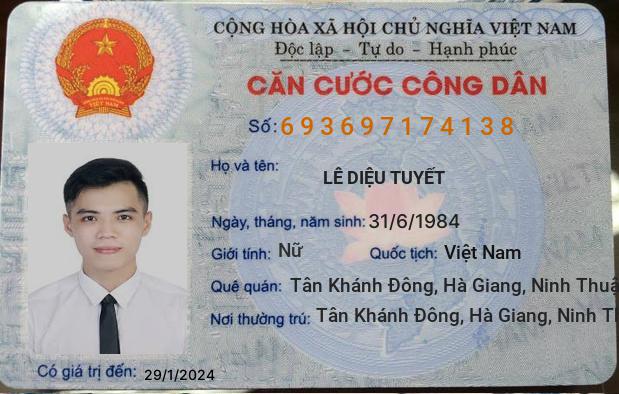 CỘNG HÒA XÃ HỘI CHỦ NGHĨA VIỆT NAM
Độc lập - Tự do - Hạnh phúc
CĂN CƯỚC CÔNG DÂN
Số: 693697174138
Họ và tên:
LÊ DIỆU TUYẾT
Ngày, tháng, năm sinh: 31/6/1984
Giới tính: Nữ Quốc tịch: Việt Nam
Quê quán: Tân Khánh Đông, Hà Giang, Ninh Thuậ
Nơi thường trú: Tân Khánh Đông, Hà Giang, Ninh T
Có giá trị đến: 29/1/2024
VIỆT NAM